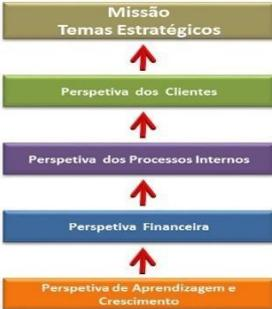 Missão
Temas Estratégicos
Perspetiva dos Clientes
Perspetiva dos Processos Internos
Perspetiva Financeira
Perspetiva de Aprendizagem e
Crescimento